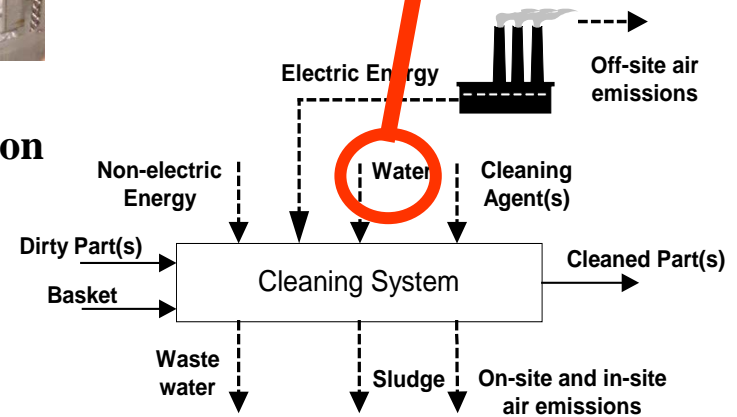 Electric Energy
Off-site air
emissions
on
Non-electric
Energy
Water
Cleaning
Agent(s)
Dirty Part(s)
Basket
Cleaning System
Cleaned Part(s)
Waste
water
Sludge
On-site and in-site
air emissions